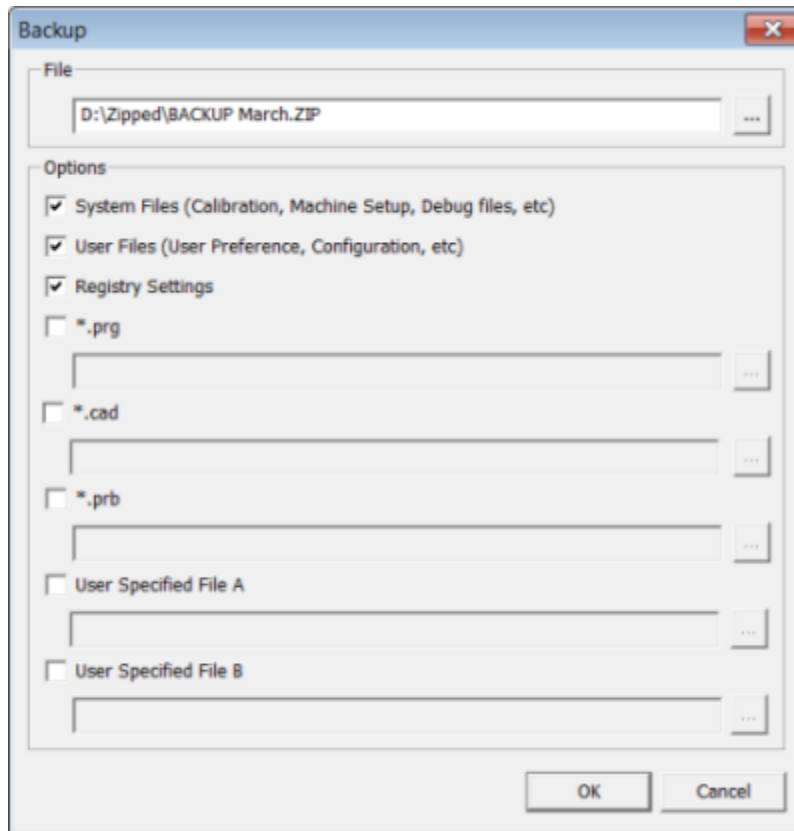 Backup
File
D:\Zipped\BACKUP March.ZIP
...
Options
System Files (Calibration, Machine Setup, Debug files, etc)
User Files (User Preference, Configuration, etc)
Registry Settings
*.prg
...
*.cad
...
*.prb
...
User Specified File A
...
User Specified File B
...
OK Cancel